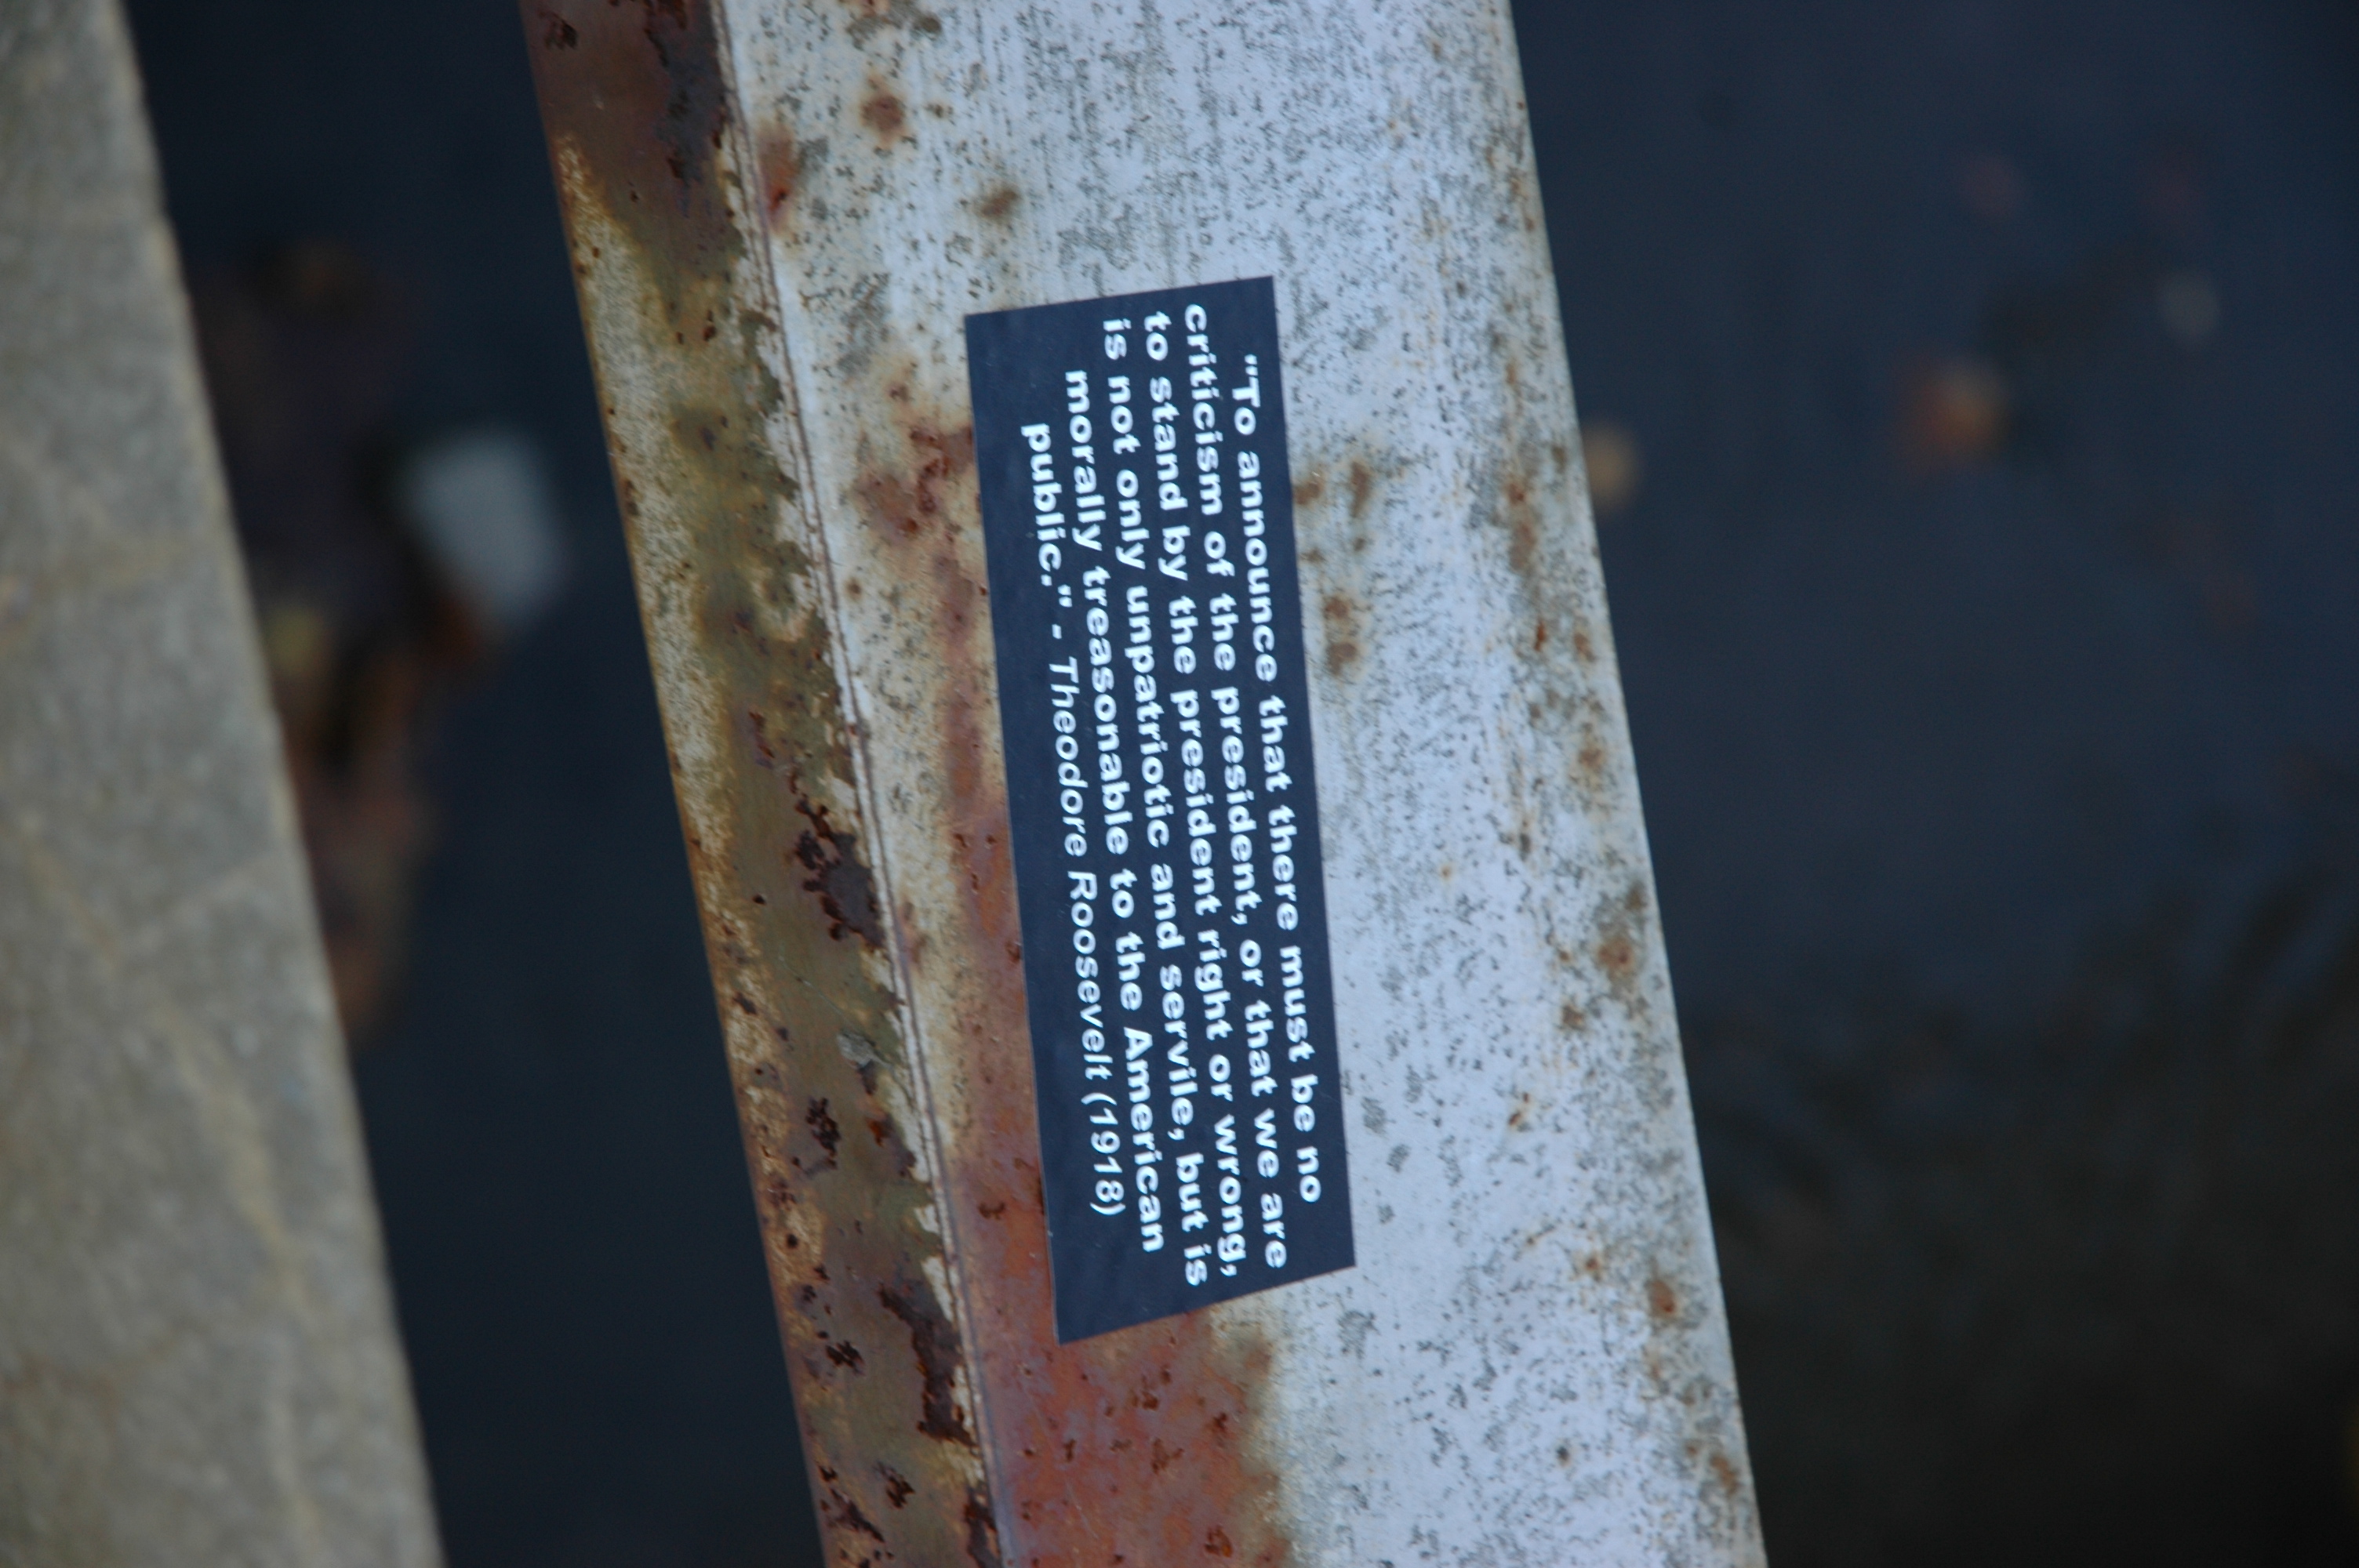 "To announce that there must be no
criticism of the president, or that we are
to stand by the president right or wrong,
is not only unpatriotic and servile, but is
morally treasonable to the American
public." - Theodore Roosevelt (1918)